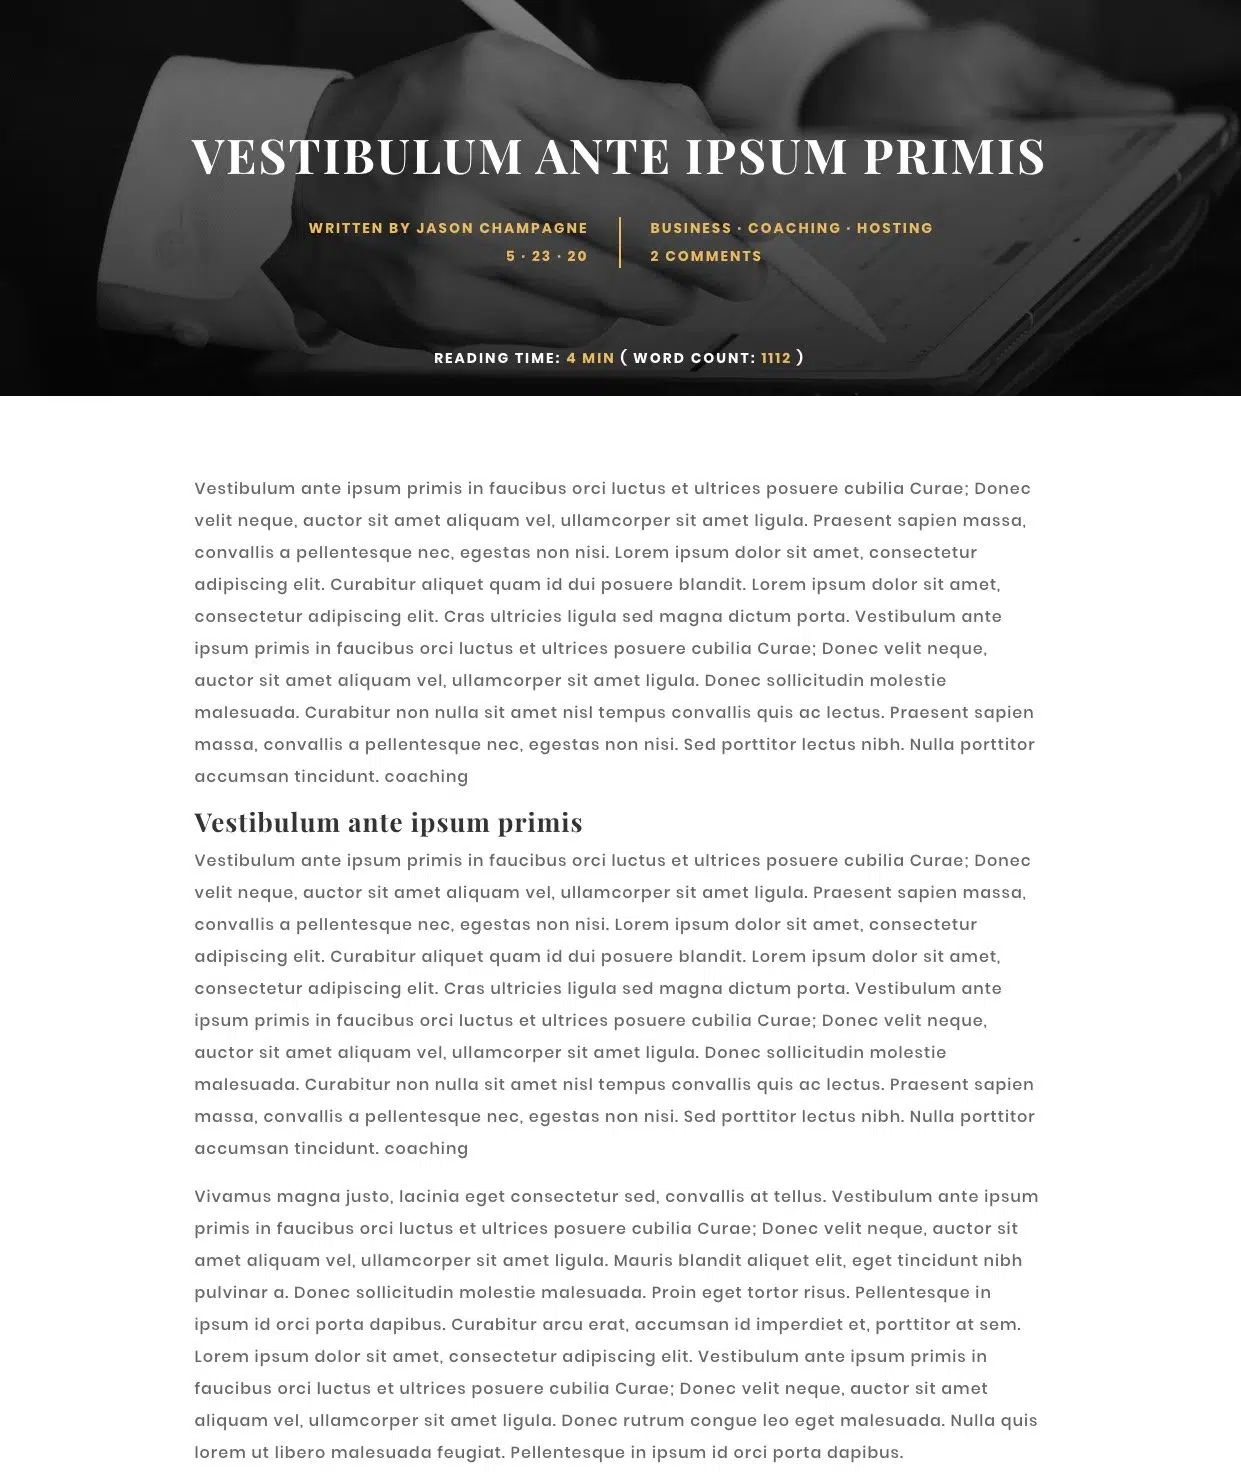 VESTIBULUM ANTE IPSUM PRIMIS
WRITTEN BY JASON CHAMPAGNE
5 · 23 · 20
BUSINESS · COACHING · HOSTING
2 COMMENTS
READING TIME: 4 MIN ( WORD COUNT: 1112 )
Vestibulum ante ipsum primis in faucibus orci luctus et ultrices posuere cubilia Curae; Donec
velit neque, auctor sit amet aliquam vel, ullamcorper sit amet ligula. Praesent sapien massa,
convallis a pellentesque nec, egestas non nisi. Lorem ipsum dolor sit amet, consectetur
adipiscing elit. Curabitur aliquet quam id dui posuere blandit. Lorem ipsum dolor sit amet,
consectetur adipiscing elit. Cras ultricies ligula sed magna dictum porta. Vestibulum ante
ipsum primis in faucibus orci luctus et ultrices posuere cubilia Curae; Donec velit neque,
auctor sit amet aliquam vel, ullamcorper sit amet ligula. Donec sollicitudin molestie
malesuada. Curabitur non nulla sit amet nisl tempus convallis quis ac lectus. Praesent sapien
massa, convallis a pellentesque nec, egestas non nisi. Sed porttitor lectus nibh. Nulla porttitor
accumsan tincidunt. coaching
Vestibulum ante ipsum primis
Vestibulum ante ipsum primis in faucibus orci luctus et ultrices posuere cubilia Curae; Donec
velit neque, auctor sit amet aliquam vel, ullamcorper sit amet ligula. Praesent sapien massa,
convallis a pellentesque nec, egestas non nisi. Lorem ipsum dolor sit amet, consectetur
adipiscing elit. Curabitur aliquet quam id dui posuere blandit. Lorem ipsum dolor sit amet,
consectetur adipiscing elit. Cras ultricies ligula sed magna dictum porta. Vestibulum ante
ipsum primis in faucibus orci luctus et ultrices posuere cubilia Curae; Donec velit neque,
auctor sit amet aliquam vel, ullamcorper sit amet ligula. Donec sollicitudin molestie
malesuada. Curabitur non nulla sit amet nisl tempus convallis quis ac lectus. Praesent sapien
massa, convallis a pellentesque nec, egestas non nisi. Sed porttitor lectus nibh. Nulla porttitor
accumsan tincidunt. coaching
Vivamus magna justo, lacinia eget consectetur sed, convallis at tellus. Vestibulum ante ipsum
primis in faucibus orci luctus et ultrices posuere cubilia Curae; Donec velit neque, auctor sit
amet aliquam vel, ullamcorper sit amet ligula. Mauris blandit aliquet elit, eget tincidunt nibh
pulvinar a. Donec sollicitudin molestie malesuada. Proin eget tortor risus. Pellentesque in
ipsum id orci porta dapibus. Curabitur arcu erat, accumsan id imperdiet et, porttitor at sem.
Lorem ipsum dolor sit amet, consectetur adipiscing elit. Vestibulum ante ipsum primis in
faucibus orci luctus et ultrices posuere cubilia Curae; Donec velit neque, auctor sit amet
aliquam vel, ullamcorper sit amet ligula. Donec rutrum congue leo eget malesuada. Nulla quis
lorem ut libero malesuada feugiat. Pellentesque in ipsum id orci porta dapibus.